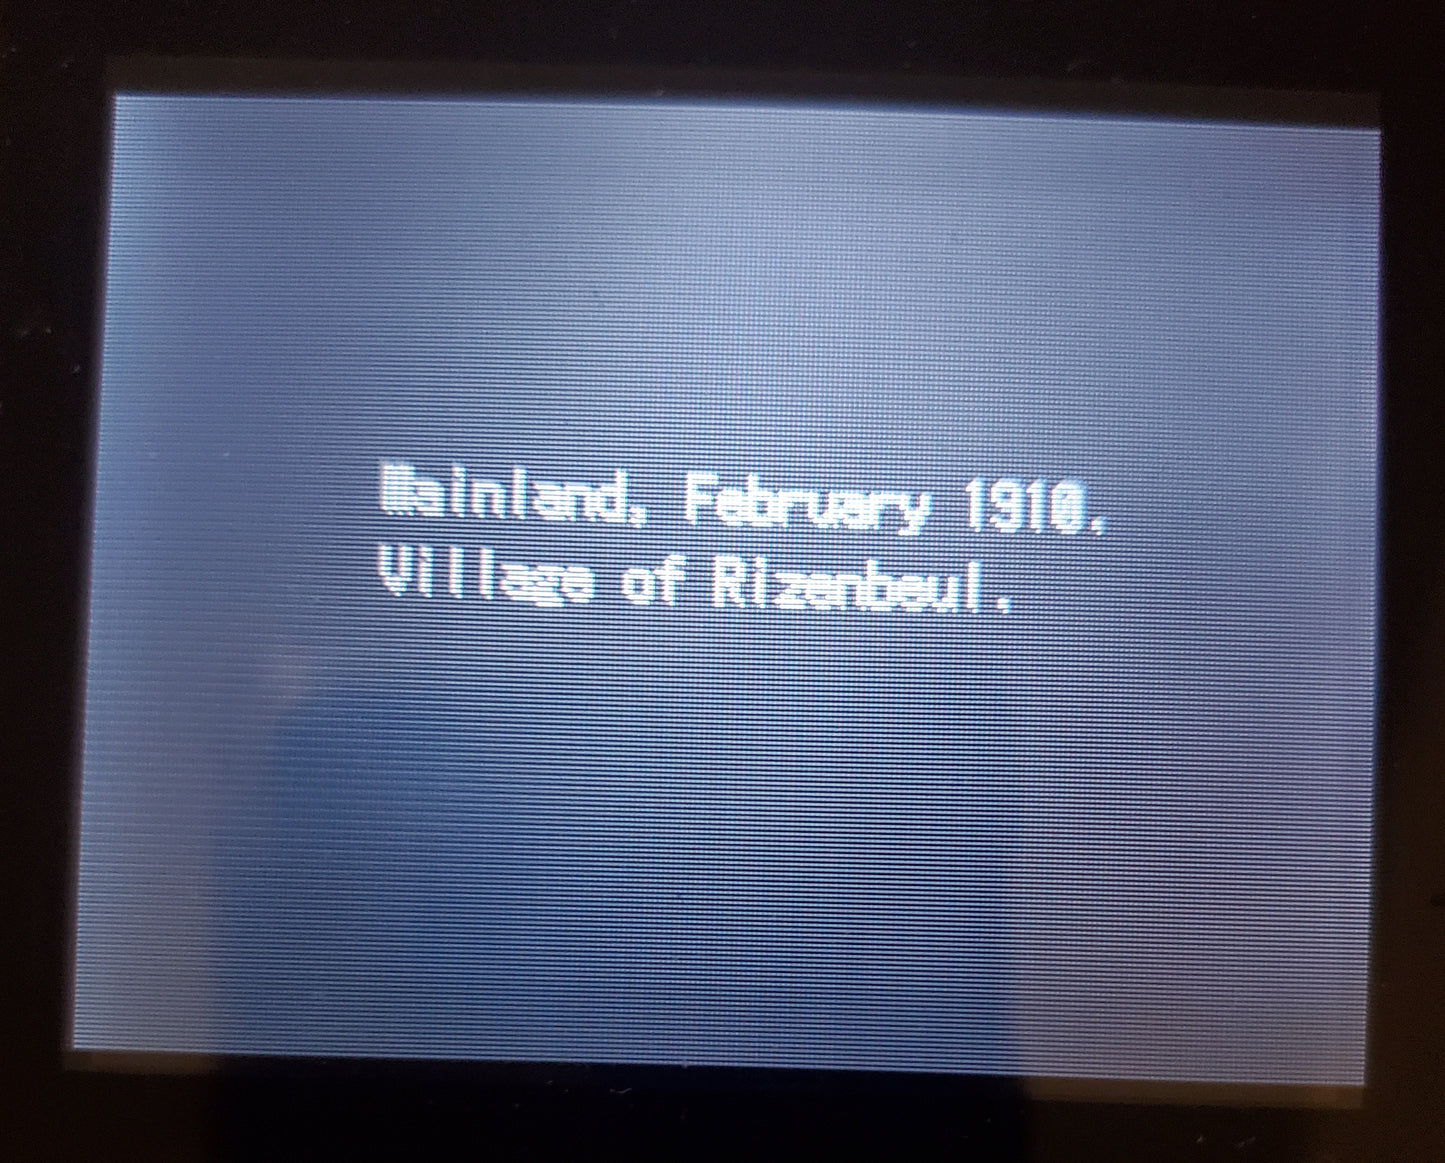 Mainland, February 1910.
Village of Rizenbeul.